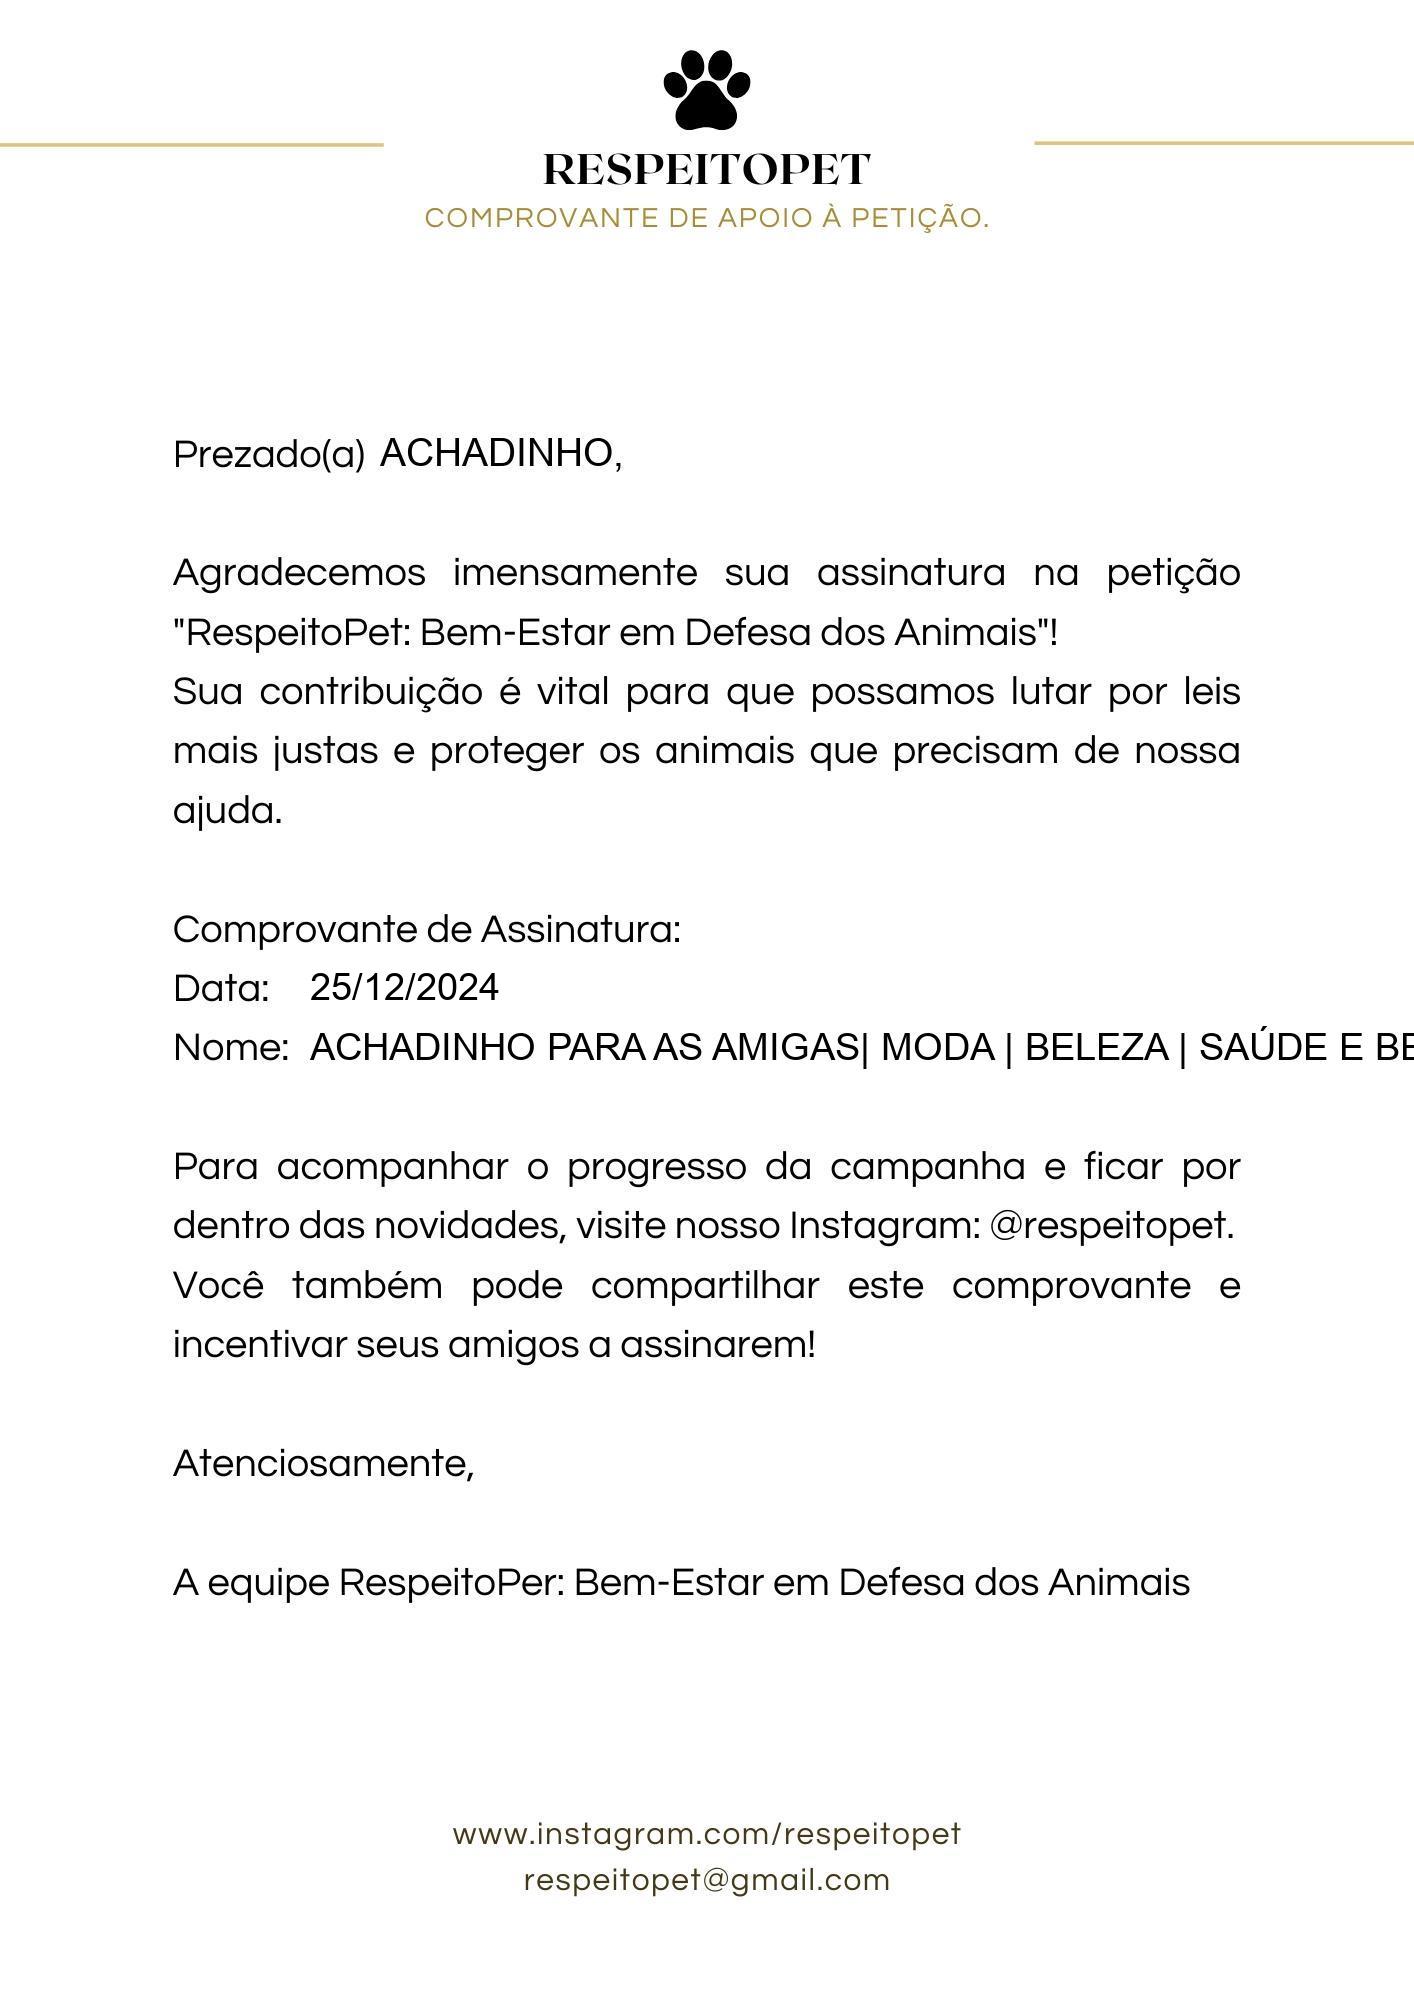 RESPEITOPET
COMPROVANTE DE APOIO À PETIÇÃO.
Prezado(a) ACHADINHO,
Agradecemos imensamente sua assinatura na petição
"RespeitoPet: Bem-Estar em Defesa dos Animais"!
Sua contribuição é vital para que possamos lutar por leis
mais justas e proteger os animais que precisam de nossa
ajuda.
Comprovante de Assinatura:
Data: 25/12/2024
Nome: ACHADINHO PARA AS AMIGAS| MODA | BELEZA | SAÚDE E BE
Para acompanhar o progresso da campanha e ficar por
dentro das novidades, visite nosso Instagram: @respeitopet.
Você também pode compartilhar este comprovante e
incentivar seus amigos a assinarem!
Atenciosamente,
A equipe RespeitoPer: Bem-Estar em Defesa dos Animais
www.instagram.com/respeitopet
respeitopet@gmail.com